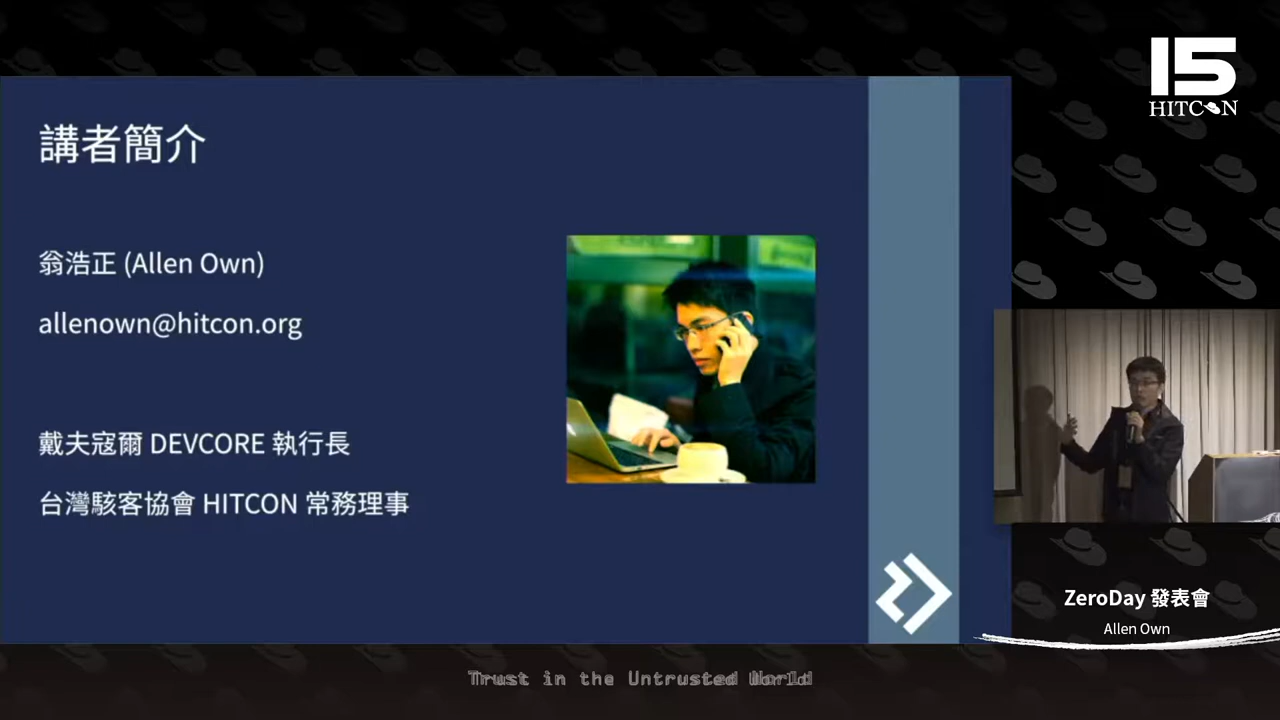 15
HITCON
講者簡介
翁浩正 (Allen Own)
allenown@hitcon.org
戴夫寇爾 DEVCORE 執行長
台灣駭客協會 HITCON 常務理事
ZeroDay 發表會
Allen Own
Trust in the Untrusted World